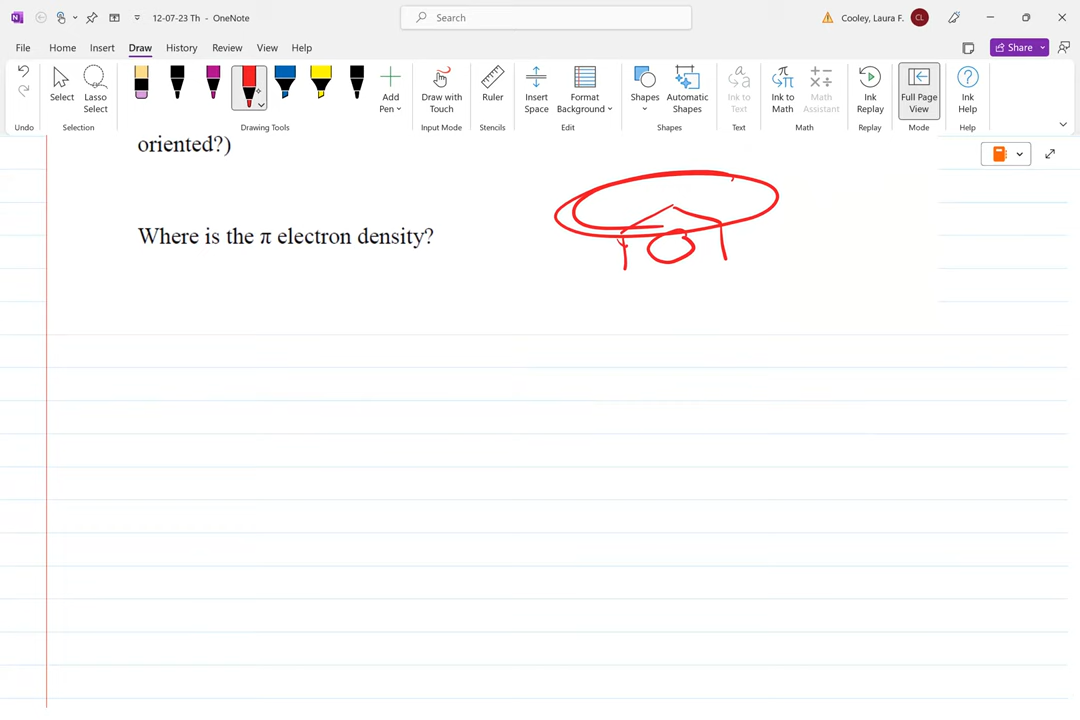 12-07-23 Th - OneNote
Search
Cooley, Laura F.
CL
File
Home
Insert
Draw
History
Review
View
Help
Share
Undo
Select
Lasso Select
Selection
Drawing Tools
Add Pen
Draw with Touch
Input Mode
Ruler
Stencils
Insert Space
Format Background
Edit
Shapes
Automatic Shapes
Shapes
Ink to Text
Text
Ink to Math
Math Assistant
Math
Ink Replay
Replay
Full Page View
Mode
Ink Help
Help
oriented?)
Where is the π electron density?